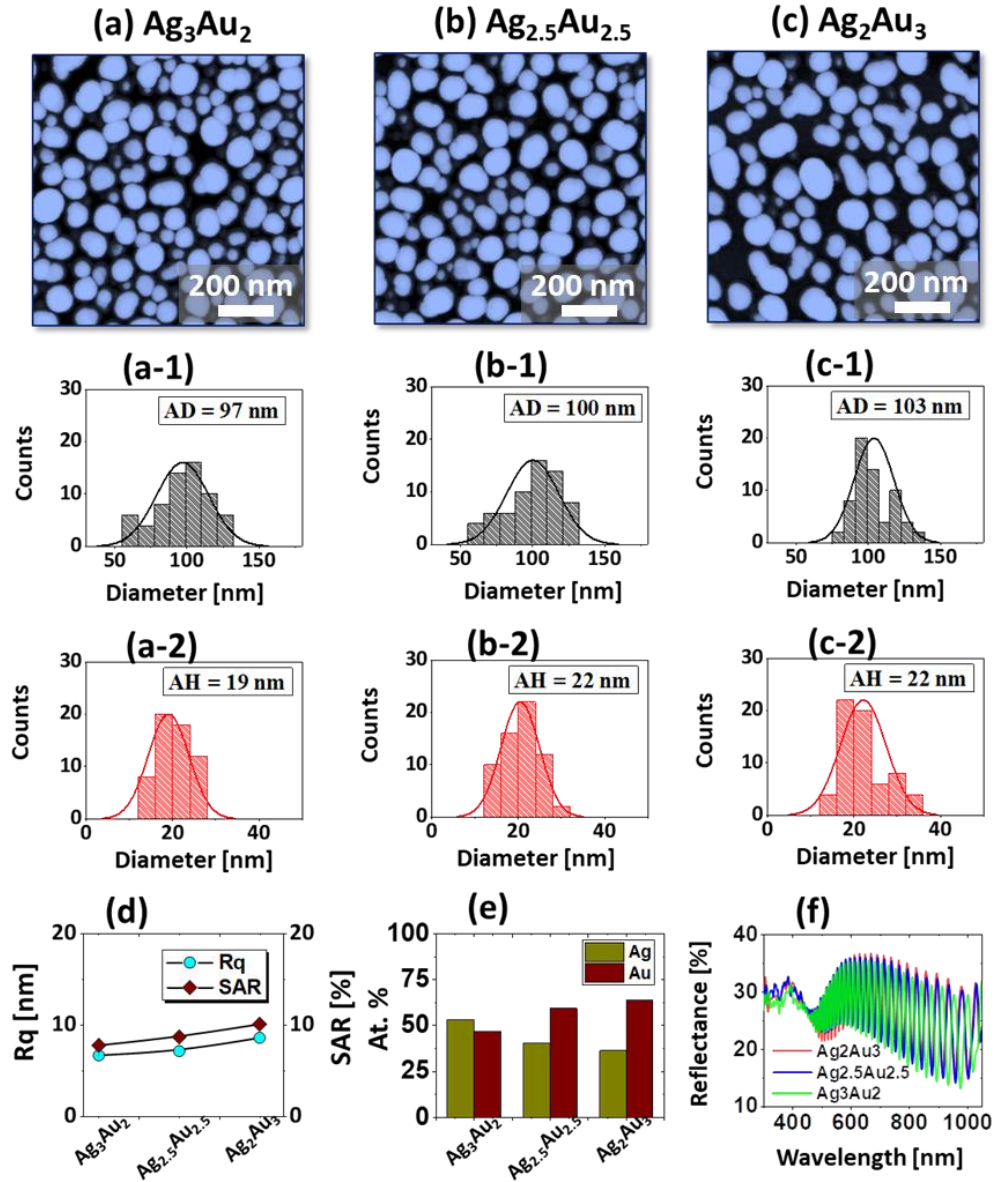 (a) Ag₃Au₂
(b) Ag₂.₅Au₂.₅
(c) Ag₂Au₃
200 nm
200 nm
200 nm
(a-1)
30
20
10
0
Counts
AD = 97 nm
50 100 150
Diameter [nm]
(b-1)
30
20
10
0
Counts
AD = 100 nm
50 100 150
Diameter [nm]
(c-1)
30
20
10
0
Counts
AD = 103 nm
50 100 150
Diameter [nm]
(a-2)
30
20
10
0
Counts
AH = 19 nm
0 20 40
Diameter [nm]
(b-2)
30
20
10
0
Counts
AH = 22 nm
0 20 40
Diameter [nm]
(c-2)
30
20
10
0
Counts
AH = 22 nm
0 20 40
Diameter [nm]
(d)
20
10
0
Rq [nm]
Rq
SAR
20
10
0
SAR [%]
Ag₃Au₂ Ag₂.₅Au₂.₅ Ag₂Au₃
(e)
100
75
50
25
0
At. %
Ag
Au
Ag₃Au₂ Ag₂.₅Au₂.₅ Ag₂Au₃
(f)
40
30
20
10
Reflectance [%]
Ag2Au3
Ag2.5Au2.5
Ag3Au2
400 600 800 1000
Wavelength [nm]